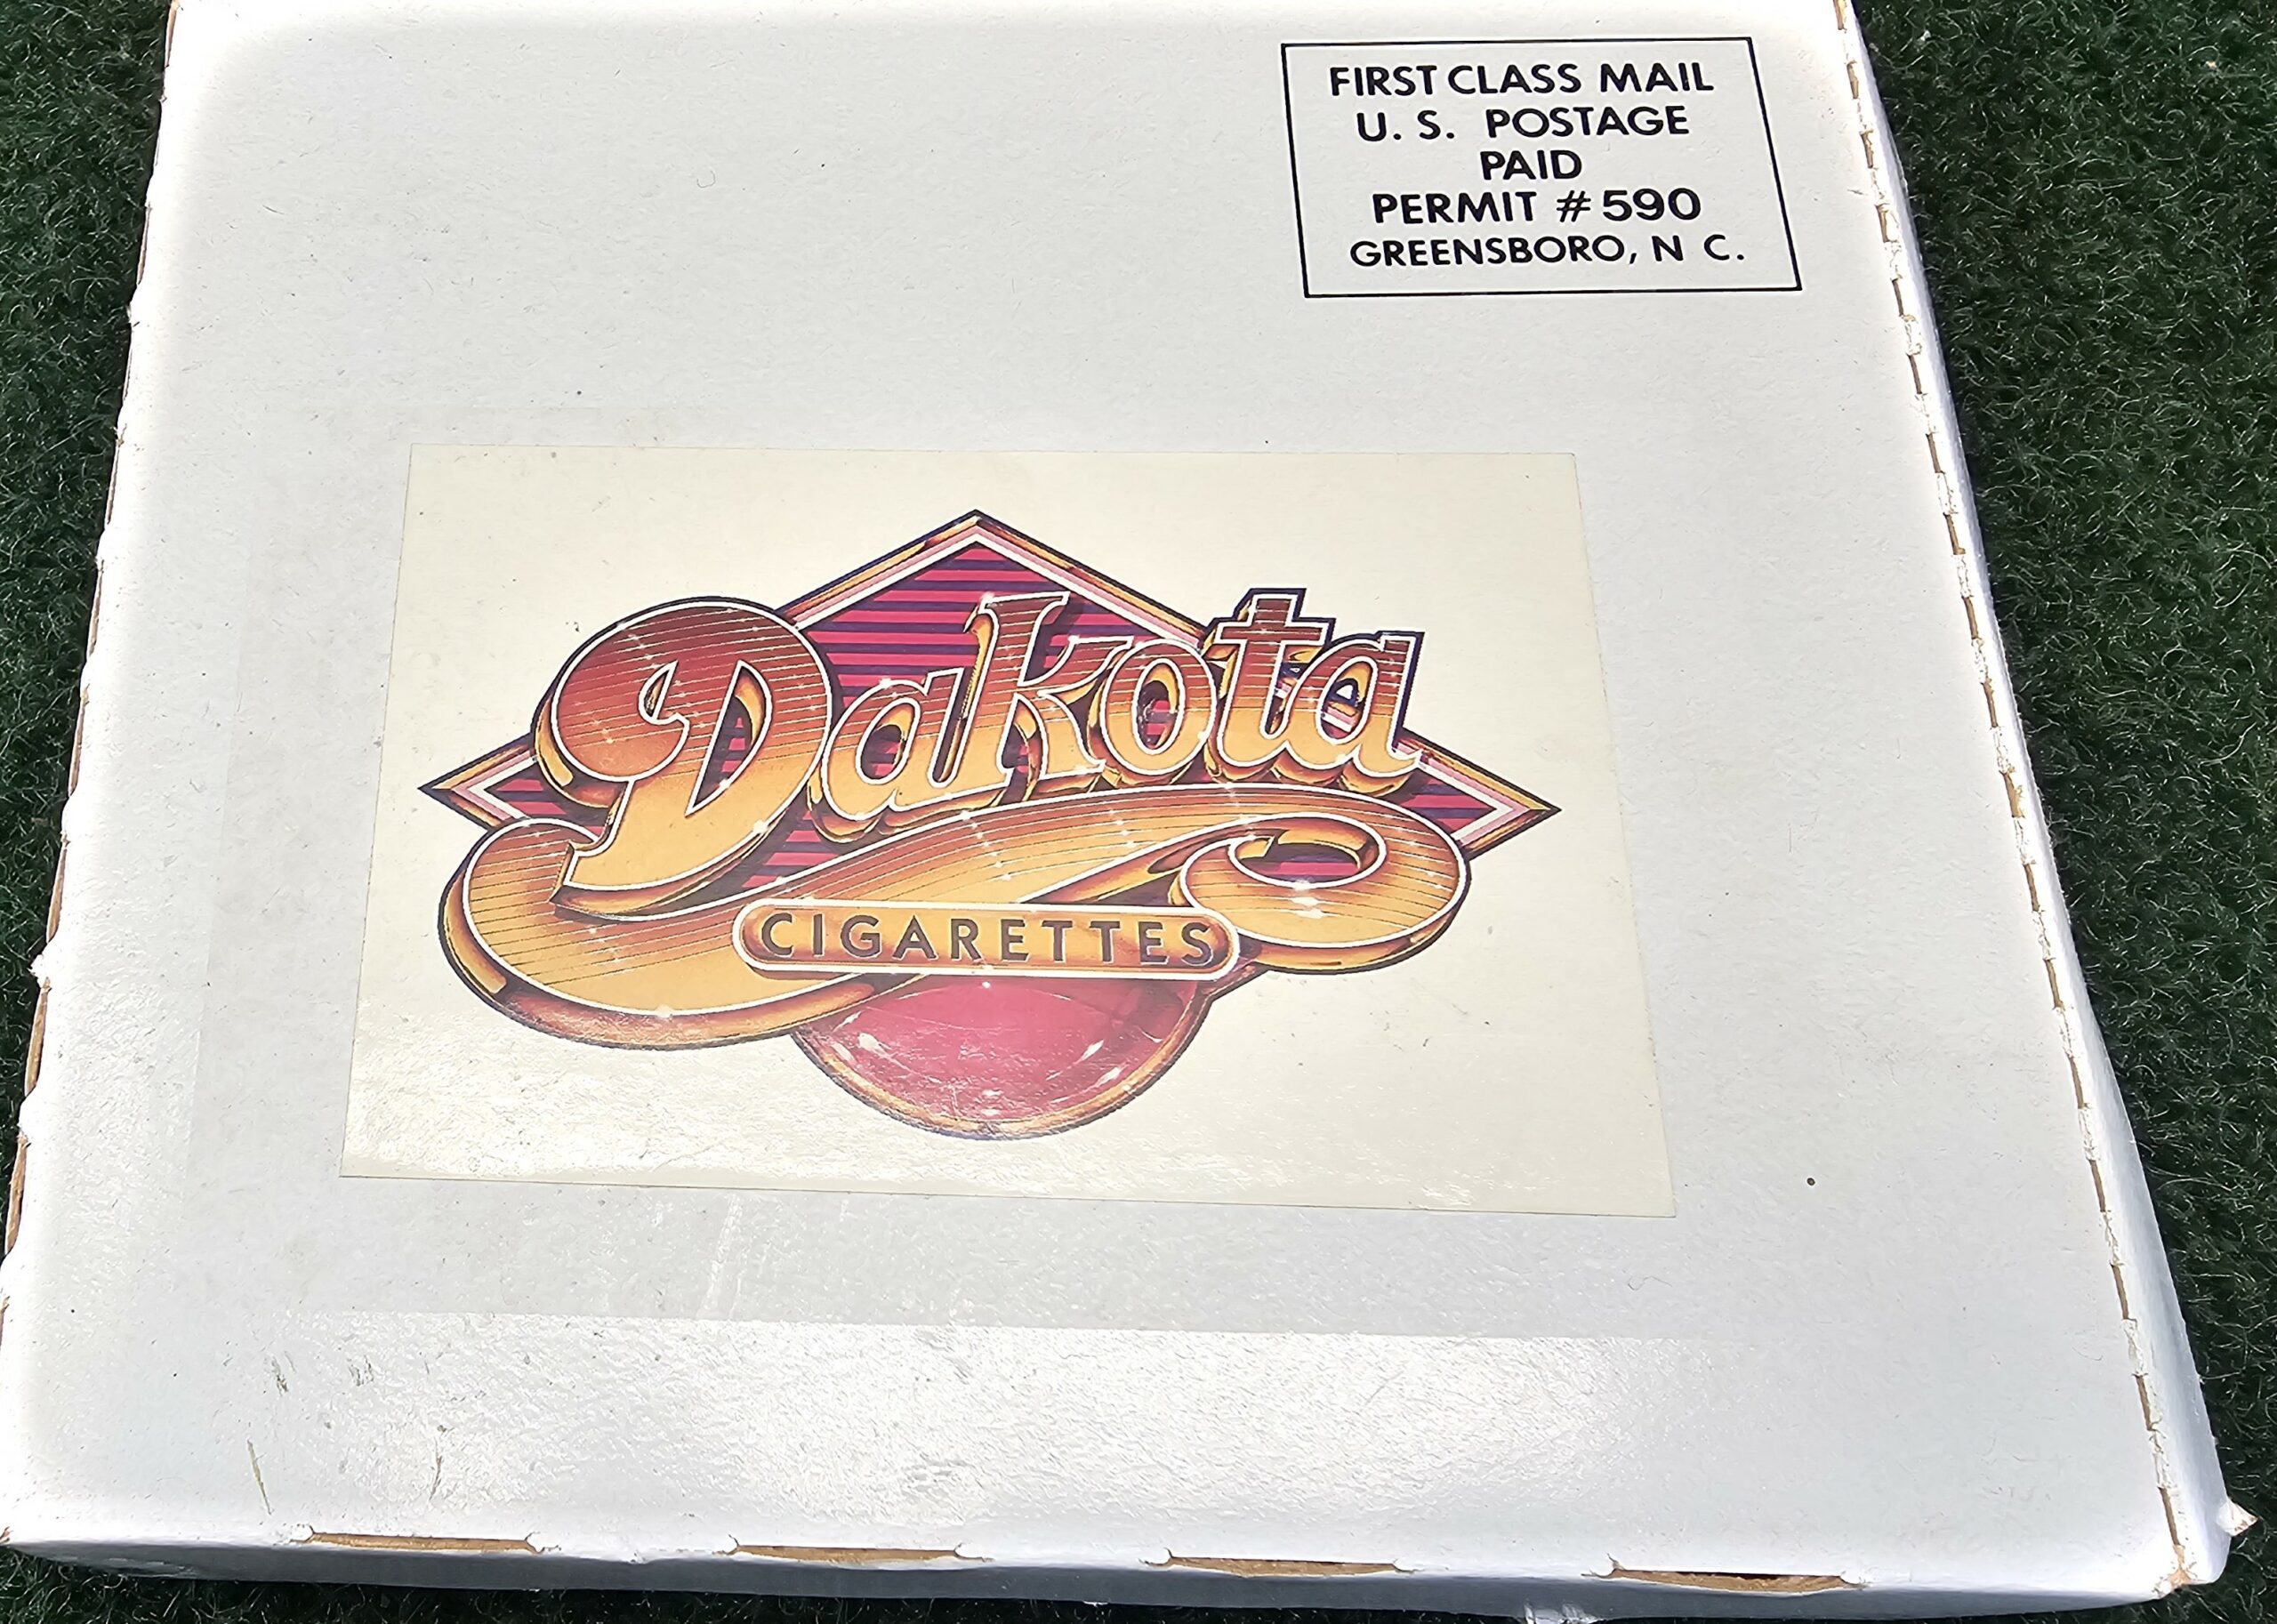 FIRST CLASS MAIL
U. S. POSTAGE
PAID
PERMIT #590
GREENSBORO, N C.
Dakota
CIGARETTES